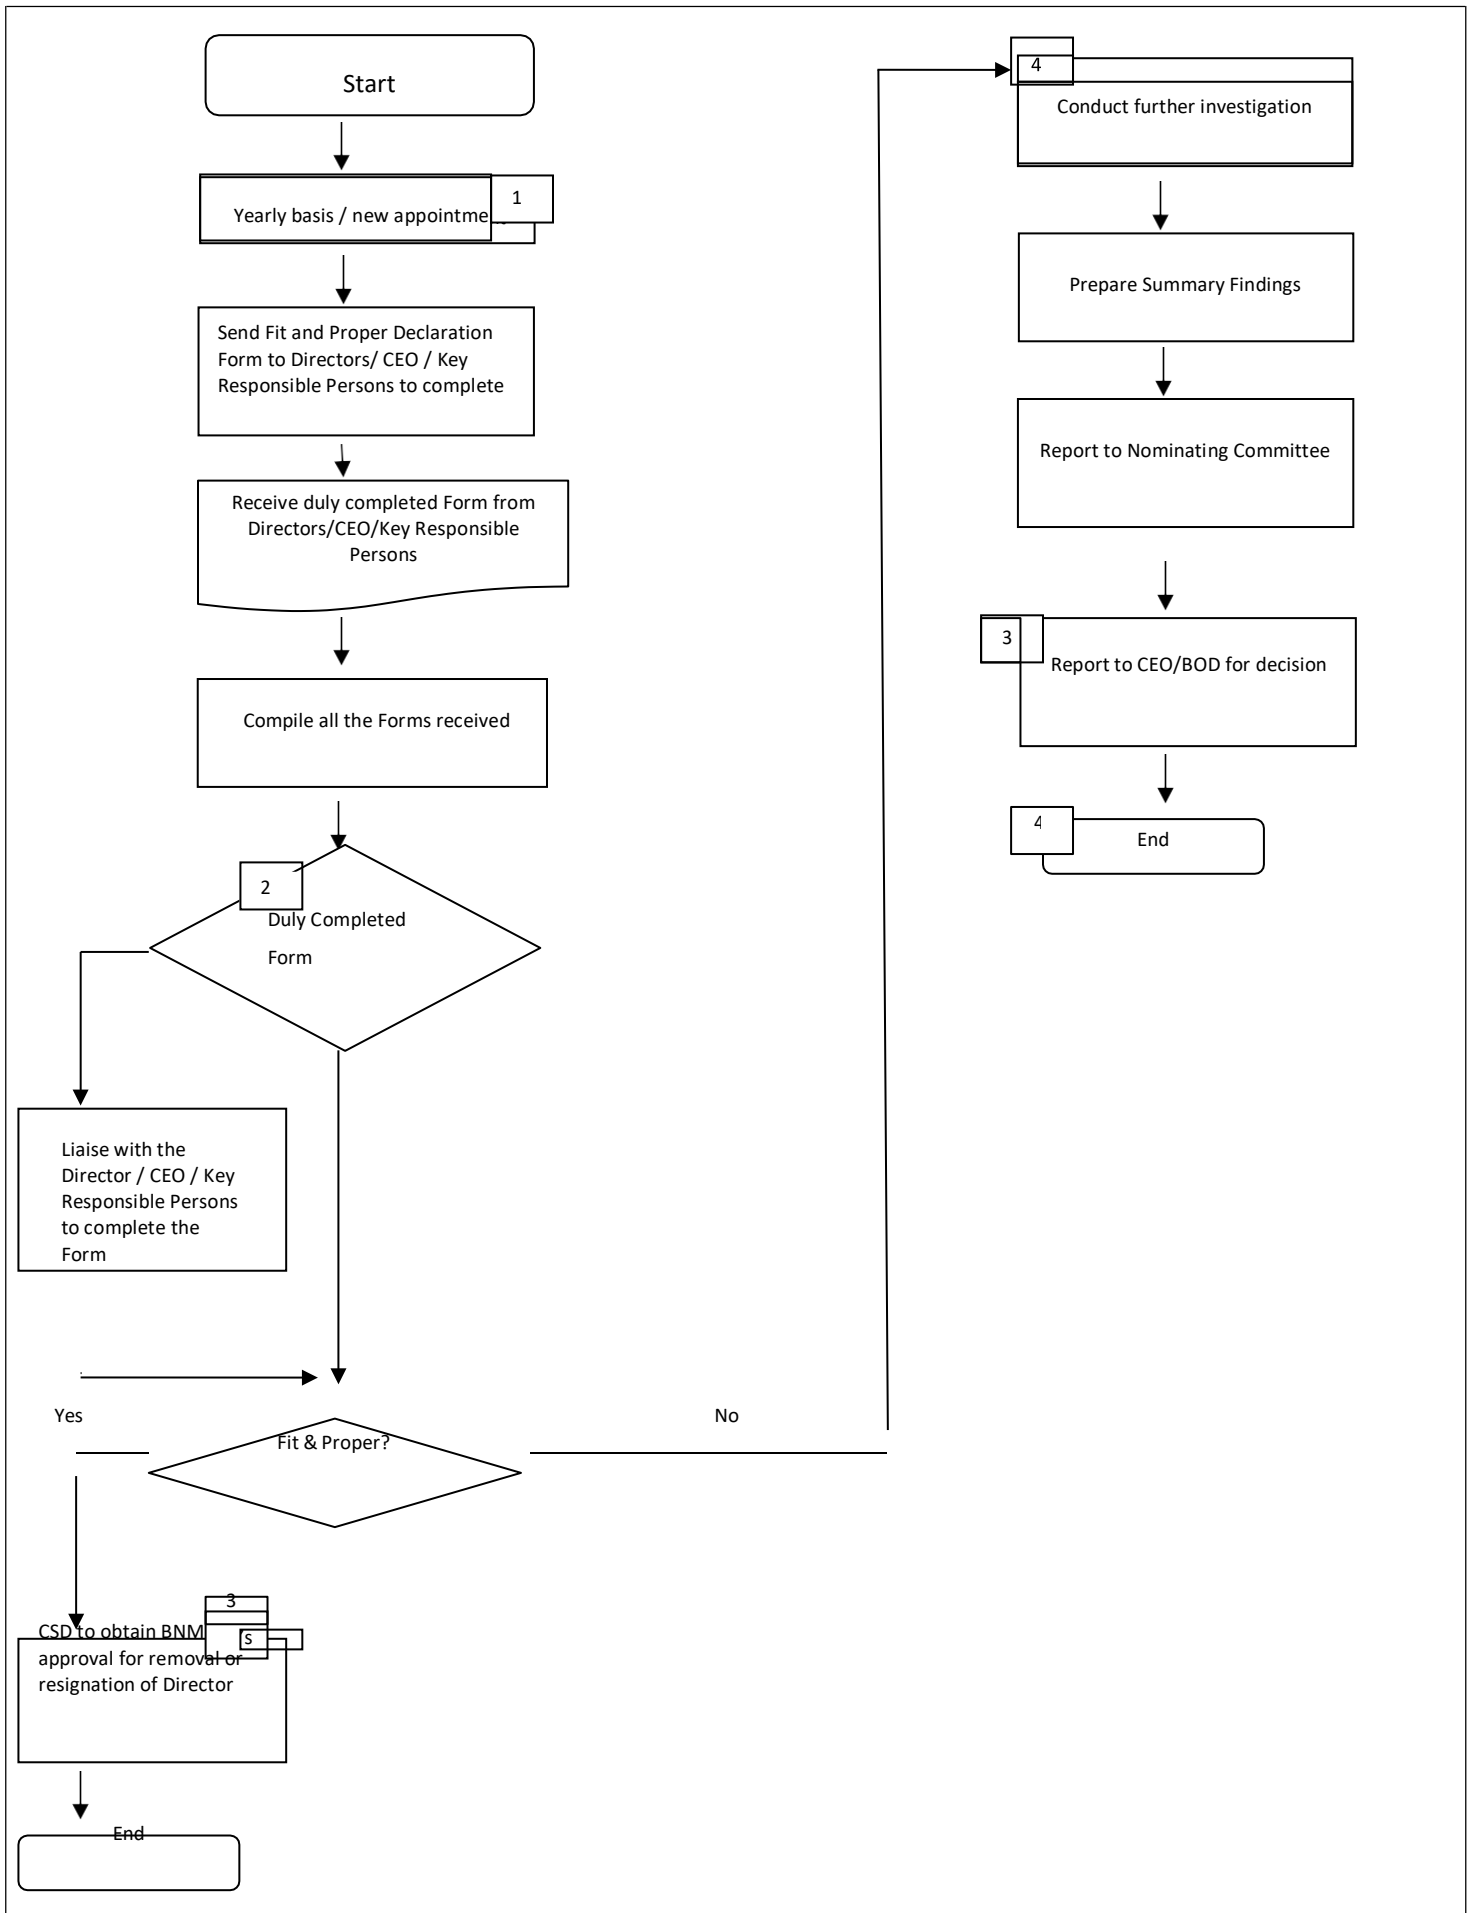 Start
1
Yearly basis / new appointme
Send Fit and Proper Declaration
Form to Directors/ CEO / Key
Responsible Persons to complete
Receive duly completed Form from
Directors/CEO/Key Responsible
Persons
Compile all the Forms received
2
Duly Completed
Form
Liaise with the
Director / CEO / Key
Responsible Persons
to complete the
Form
Yes
No
Fit & Proper?
3
s
CSD to obtain BNM
approval for removal or
resignation of Director
End
4
Conduct further investigation
Prepare Summary Findings
Report to Nominating Committee
3
Report to CEO/BOD for decision
4
End